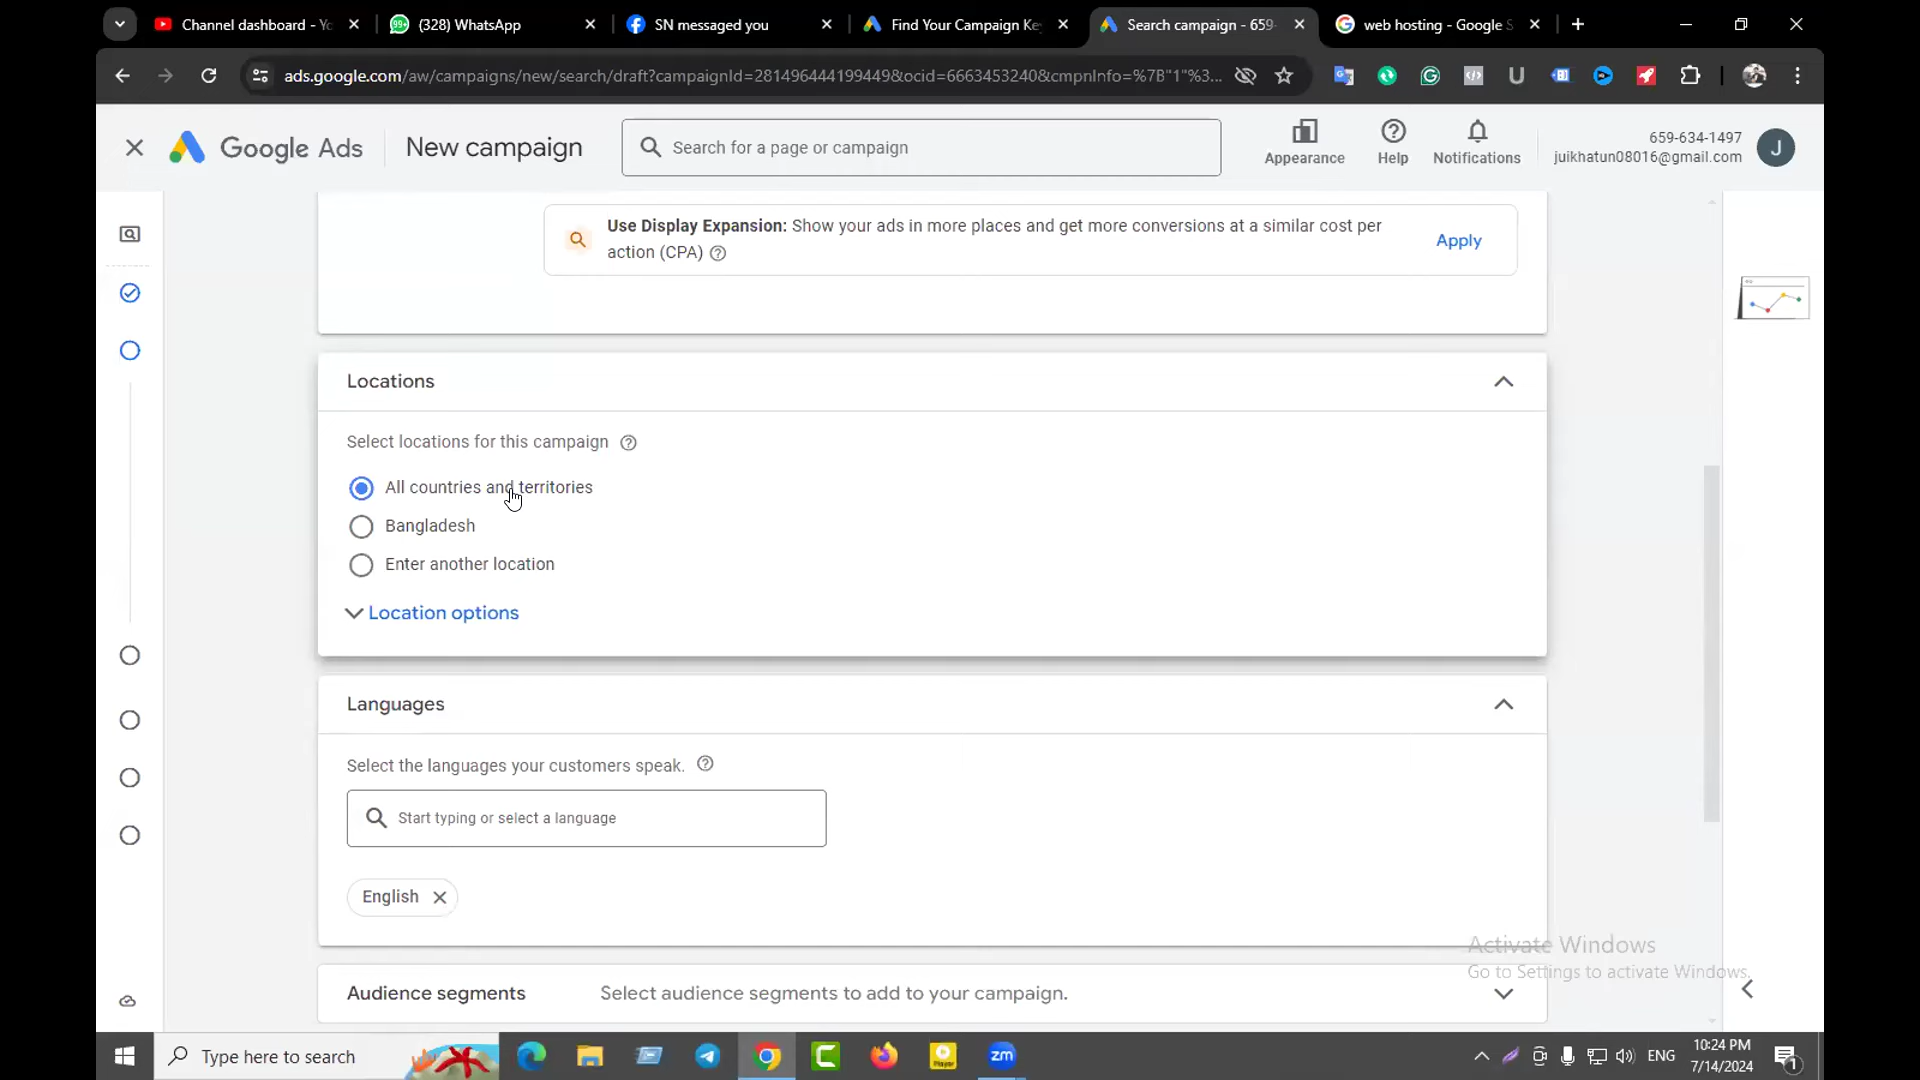 Channel dashboard - Yo
(328) WhatsApp
SN messaged you
Find Your Campaign Key
Search campaign - 659-
web hosting - Google S
ads.google.com/aw/campaigns/new/search/draft?campaignId=281496444199449&ocid=6663453240&cmpnInfo=%7B"1"%3...
Google Ads
New campaign
Search for a page or campaign
Appearance
Help
Notifications
659-634-1497
juikhatun08016@gmail.com
J
Use Display Expansion: Show your ads in more places and get more conversions at a similar cost per
action (CPA)
Apply
Locations
Select locations for this campaign
All countries and territories
Bangladesh
Enter another location
Location options
Languages
Select the languages your customers speak.
Start typing or select a language
English
Activate Windows
Go to Settings to activate Windows.
Audience segments
Select audience segments to add to your campaign.
Type here to search
zm
ENG
10:24 PM
7/14/2024
1